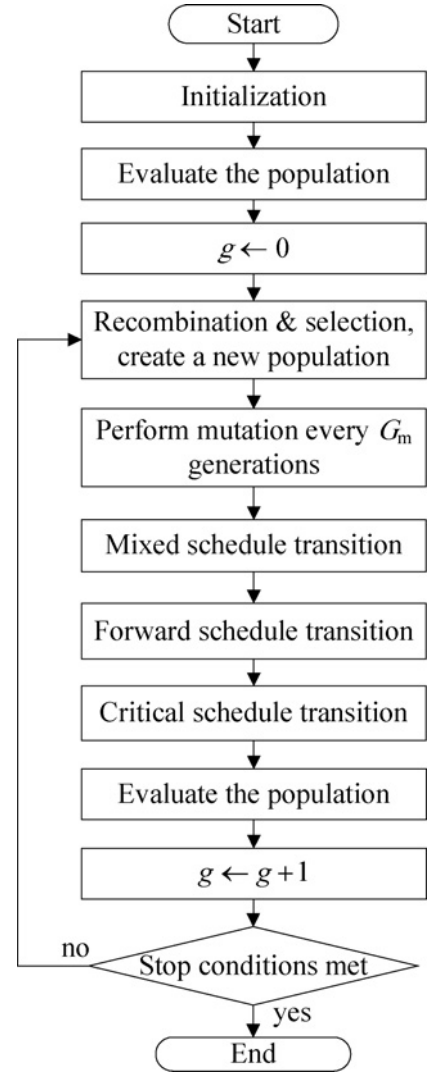 Start
Initialization
Evaluate the population
g ← 0
Recombination & selection,
create a new population
Perform mutation every Gm
generations
Mixed schedule transition
Forward schedule transition
Critical schedule transition
Evaluate the population
g ← g+1
no
Stop conditions met
yes
End